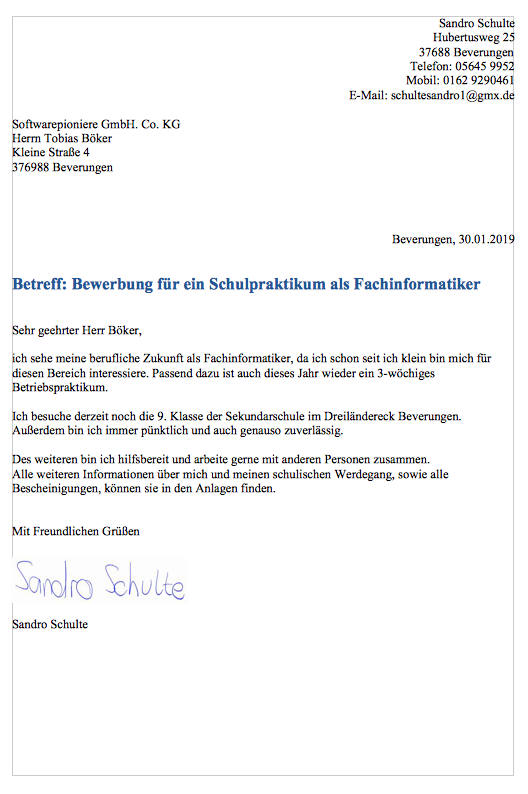 Sandro Schulte
Hubertusweg 25
37688 Beverungen
Telefon: 05645 9952
Mobil: 0162 9290461
E-Mail: schultesandro1@gmx.de
Softwarepioniere GmbH. Co. KG
Herrn Tobias Böker
Kleine Straße 4
376988 Beverungen
Beverungen, 30.01.2019
Betreff: Bewerbung für ein Schulpraktikum als Fachinformatiker
Sehr geehrter Herr Böker,
ich sehe meine berufliche Zukunft als Fachinformatiker, da ich schon seit ich klein bin mich für
diesen Bereich interessiere. Passend dazu ist auch dieses Jahr wieder ein 3-wöchiges
Betriebspraktikum.
Ich besuche derzeit noch die 9. Klasse der Sekundarschule im Dreiländereck Beverungen.
Außerdem bin ich immer pünktlich und auch genauso zuverlässig.
Des weiteren bin ich hilfsbereit und arbeite gerne mit anderen Personen zusammen.
Alle weiteren Informationen über mich und meinen schulischen Werdegang, sowie alle
Bescheinigungen, können sie in den Anlagen finden.
Mit Freundlichen Grüßen
Sandro Schulte
Sandro Schulte